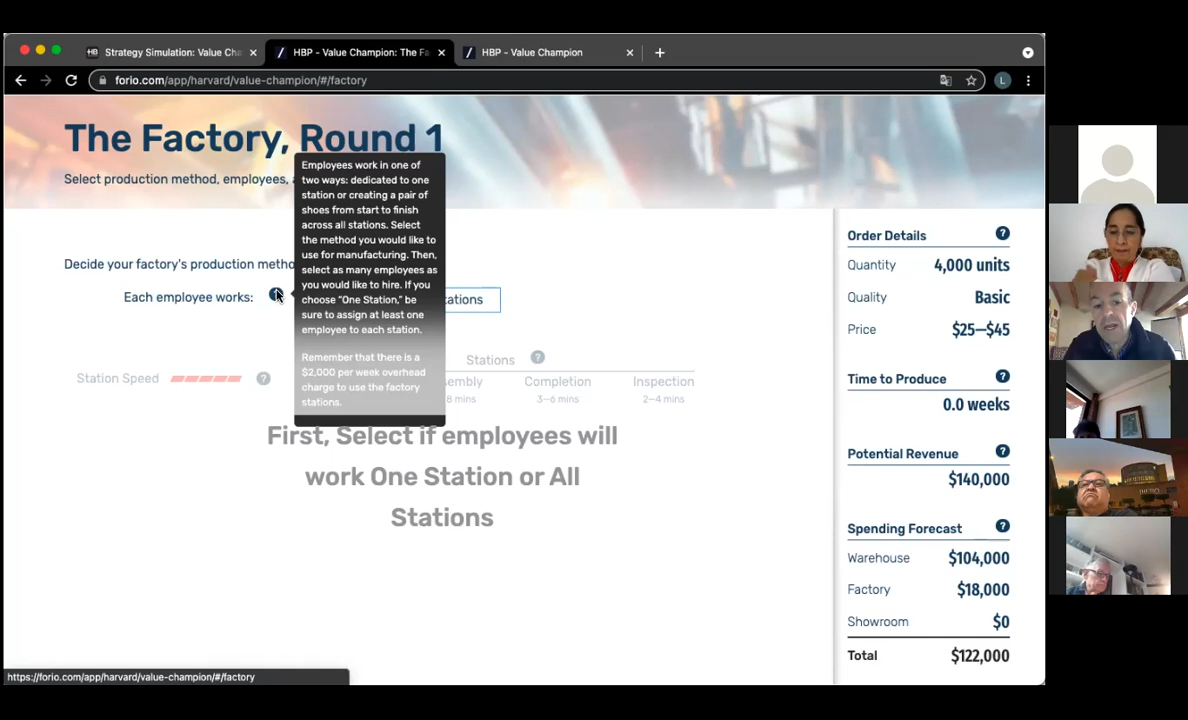 Strategy Simulation: Value Cha
HBP - Value Champion: The Fa
HBP - Value Champion
forio.com/app/harvard/value-champion/#/factory
L
The Factory, Round 1
Select production method, employees,
Employees work in one of
two ways: dedicated to one
station or creating a pair of
shoes from start to finish
across all stations. Select
the method you would like to
use for manufacturing. Then,
select as many employees as
you would like to hire. If you
choose "One Station," be
sure to assign at least one
employee to each station.
Remember that there is a
$2,000 per week overhead
charge to use the factory
stations.
Decide your factory's production metho
Each employee works:
ations
Stations ?
Station Speed ?
embly Completion Inspection
8 mins 3–6 mins 2–4 mins
First, Select if employees will
work One Station or All
Stations
Order Details ?
Quantity 4,000 units
Quality Basic
Price $25–$45
Time to Produce ?
0.0 weeks
Potential Revenue ?
$140,000
Spending Forecast ?
Warehouse $104,000
Factory $18,000
Showroom $0
Total $122,000
https://forio.com/app/harvard/value-champion/#/factory